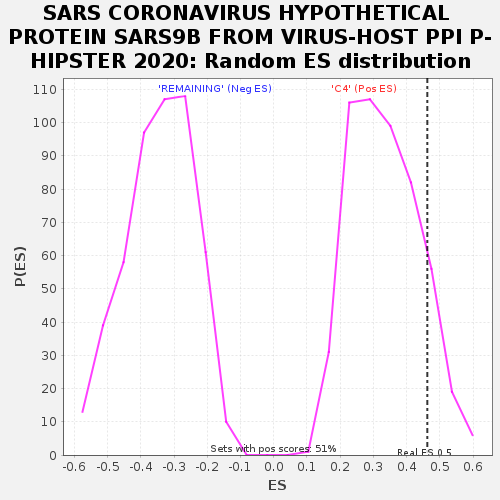 SARS CORONAVIRUS HYPOTHETICAL
PROTEIN SARS9B FROM VIRUS-HOST PPI P-
HIPSTER 2020: Random ES distribution
'REMAINING' (Neg ES)
'C4' (Pos ES)
P(ES)
110
100
90
80
70
60
50
40
30
20
10
0
Sets with pos scores: 51%
Real ES 0.5
-0.6 -0.5 -0.4 -0.3 -0.2 -0.1 0.0 0.1 0.2 0.3 0.4 0.5 0.6
ES